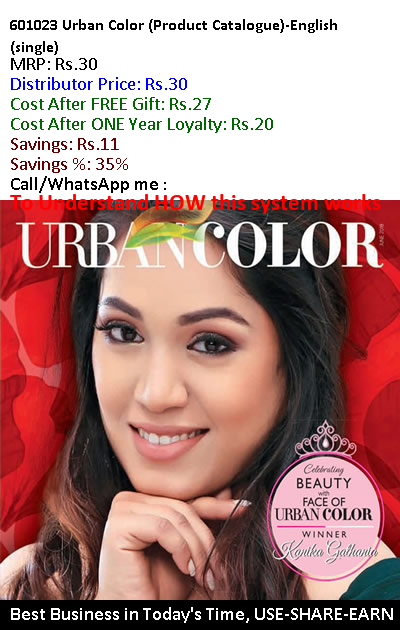 601023 Urban Color (Product Catalogue)-English
(single)
MRP: Rs.30
Distributor Price: Rs.30
Cost After FREE Gift: Rs.27
Cost After ONE Year Loyalty: Rs.20
Savings: Rs.11
Savings %: 35%
Call/WhatsApp me :
To Understand HOW this system works
URBANCOLOR
Celebrating
BEAUTY
with
FACE OF
URBAN COLOR
WINNER
Konika Galhania
Best Business in Today's Time, USE-SHARE-EARN